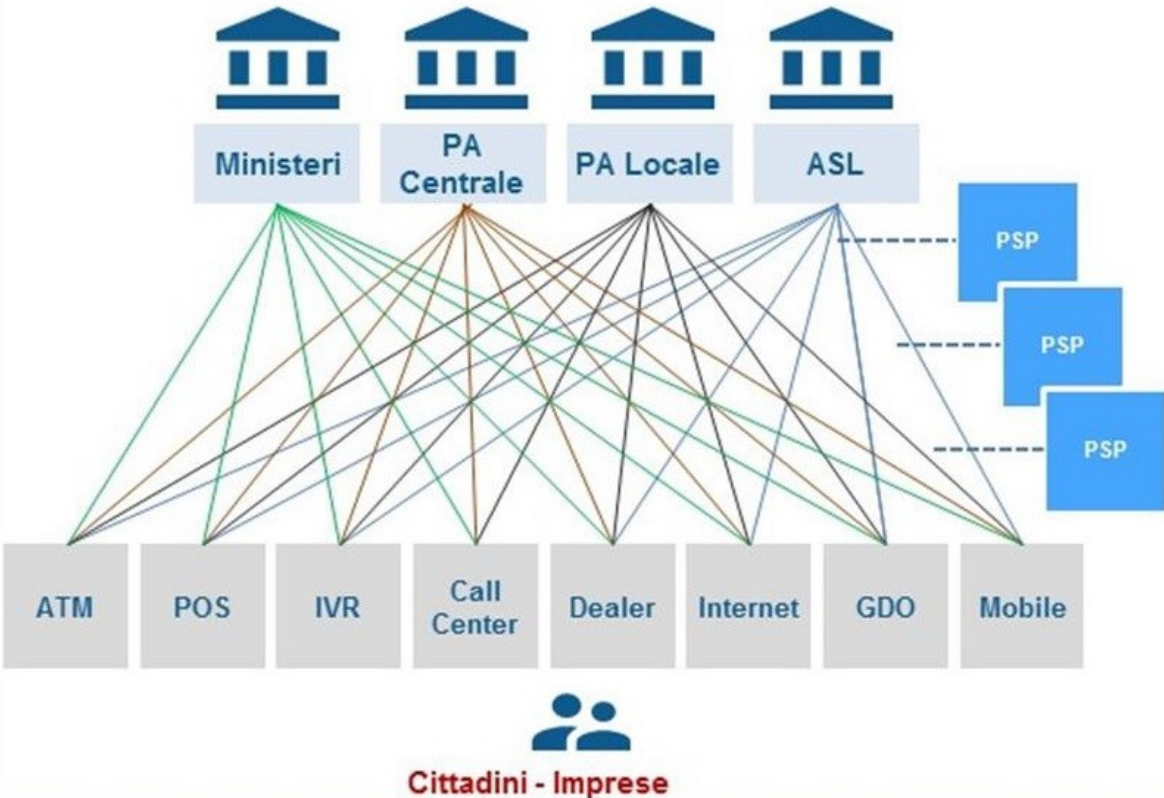 Ministeri
PA
Centrale
PA Locale
ASL
PSP
PSP
PSP
ATM
POS
IVR
Call
Center
Dealer
Internet
GDO
Mobile
Cittadini - Imprese